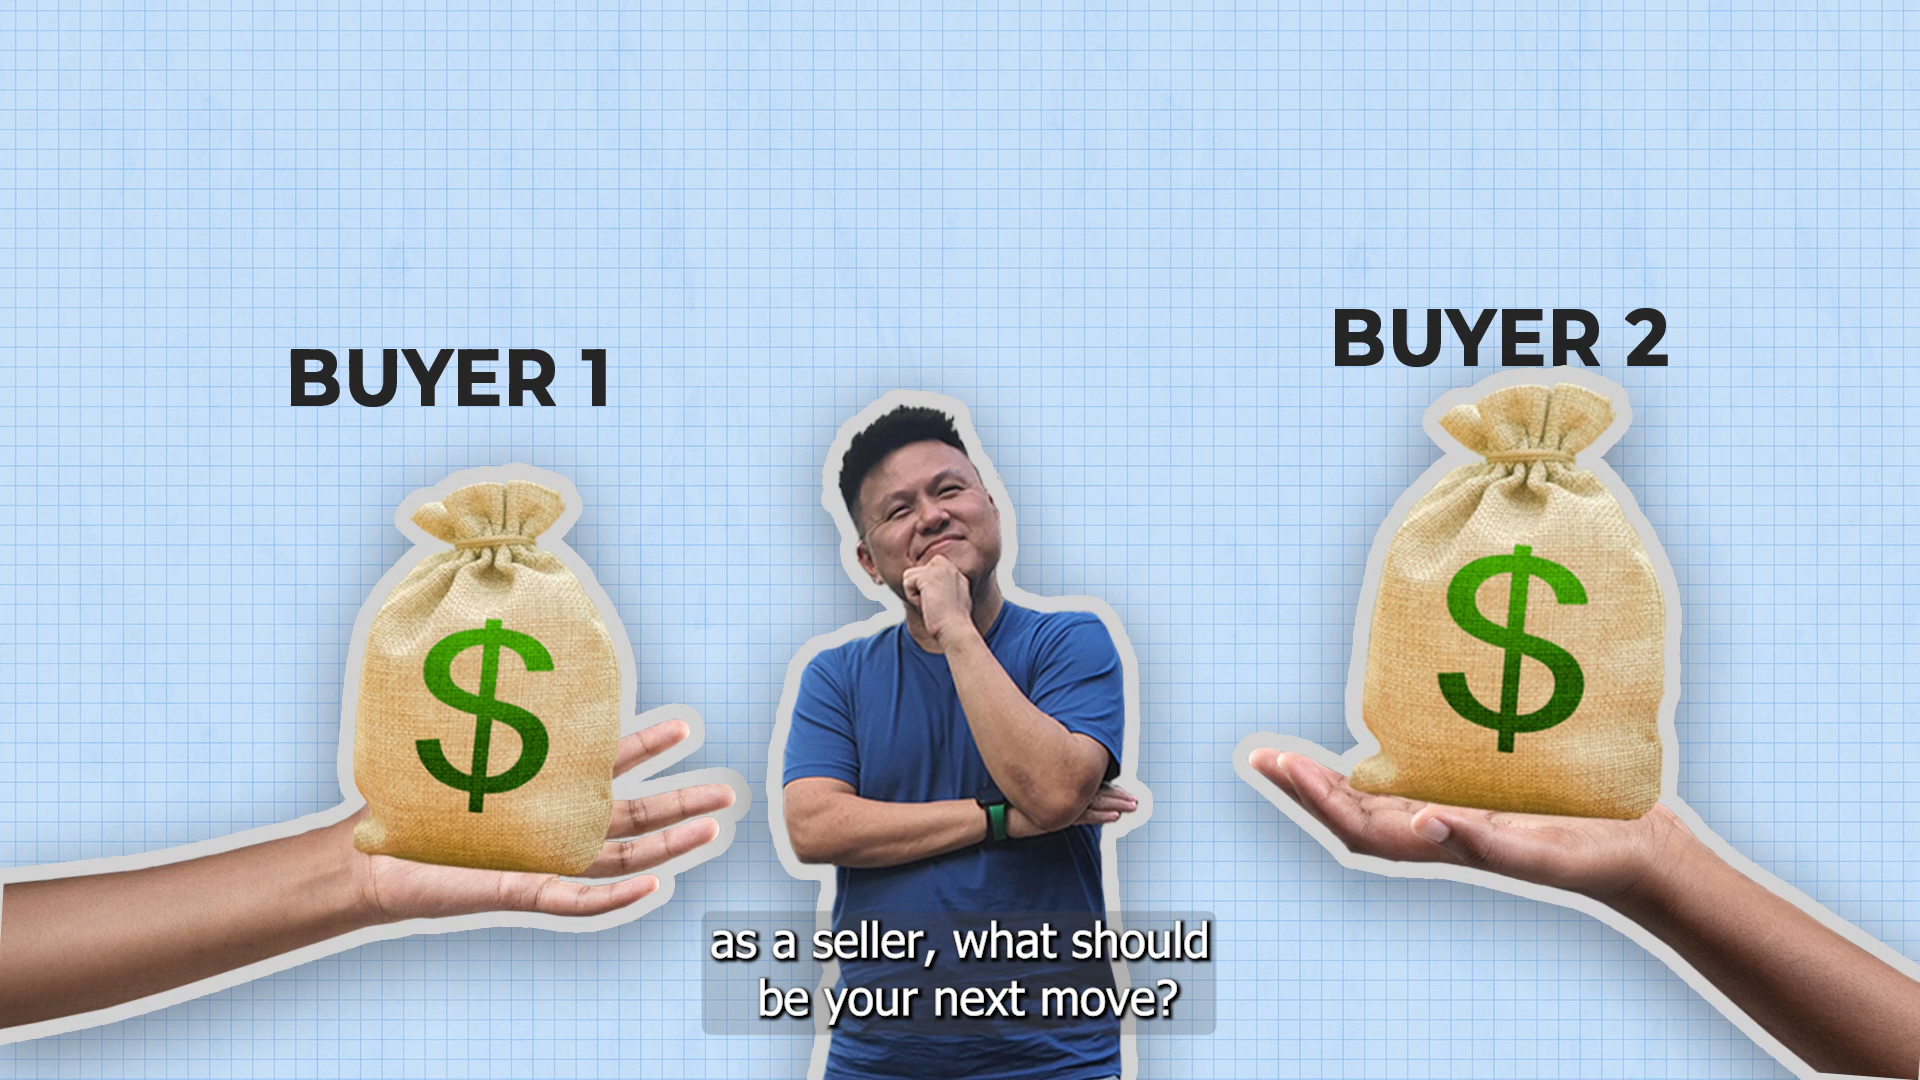 BUYER 1
BUYER 2
$
$
as a seller, what should
be your next move?